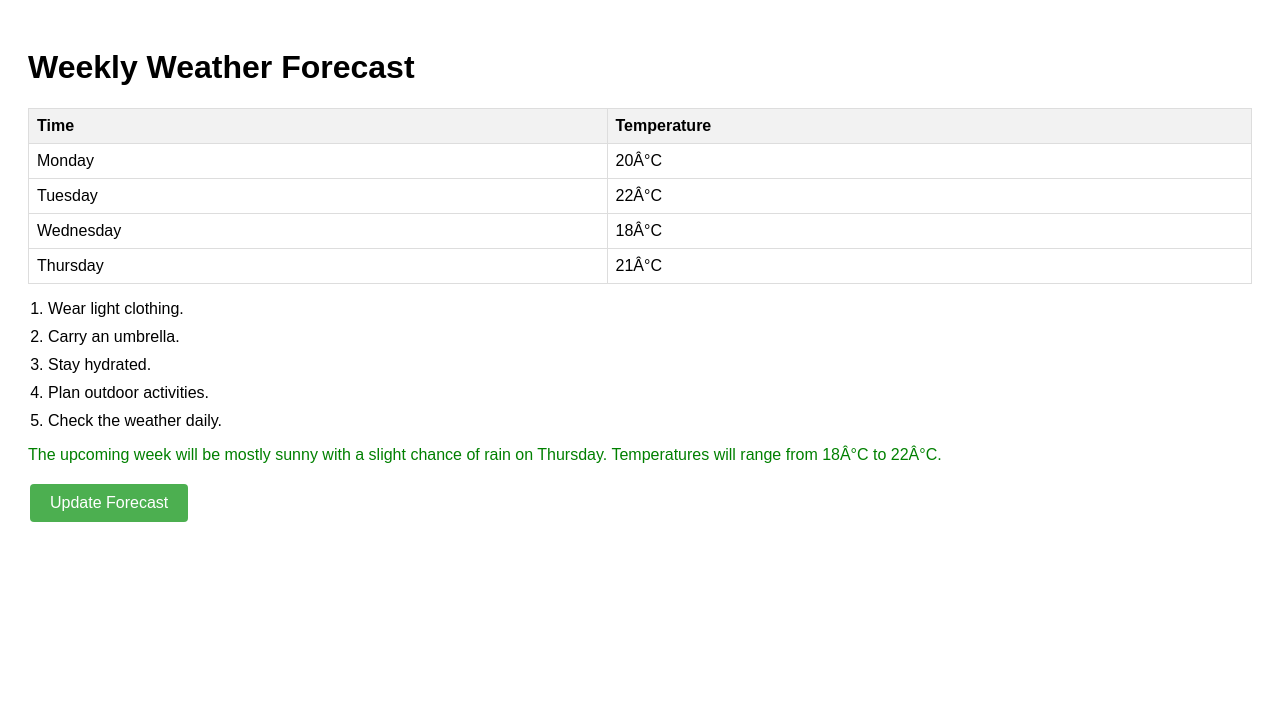 Weekly Weather Forecast
Time Temperature
Monday 20Â°C
Tuesday 22Â°C
Wednesday 18Â°C
Thursday 21Â°C
1. Wear light clothing.
2. Carry an umbrella.
3. Stay hydrated.
4. Plan outdoor activities.
5. Check the weather daily.
The upcoming week will be mostly sunny with a slight chance of rain on Thursday. Temperatures will range from 18Â°C to 22Â°C.
Update Forecast